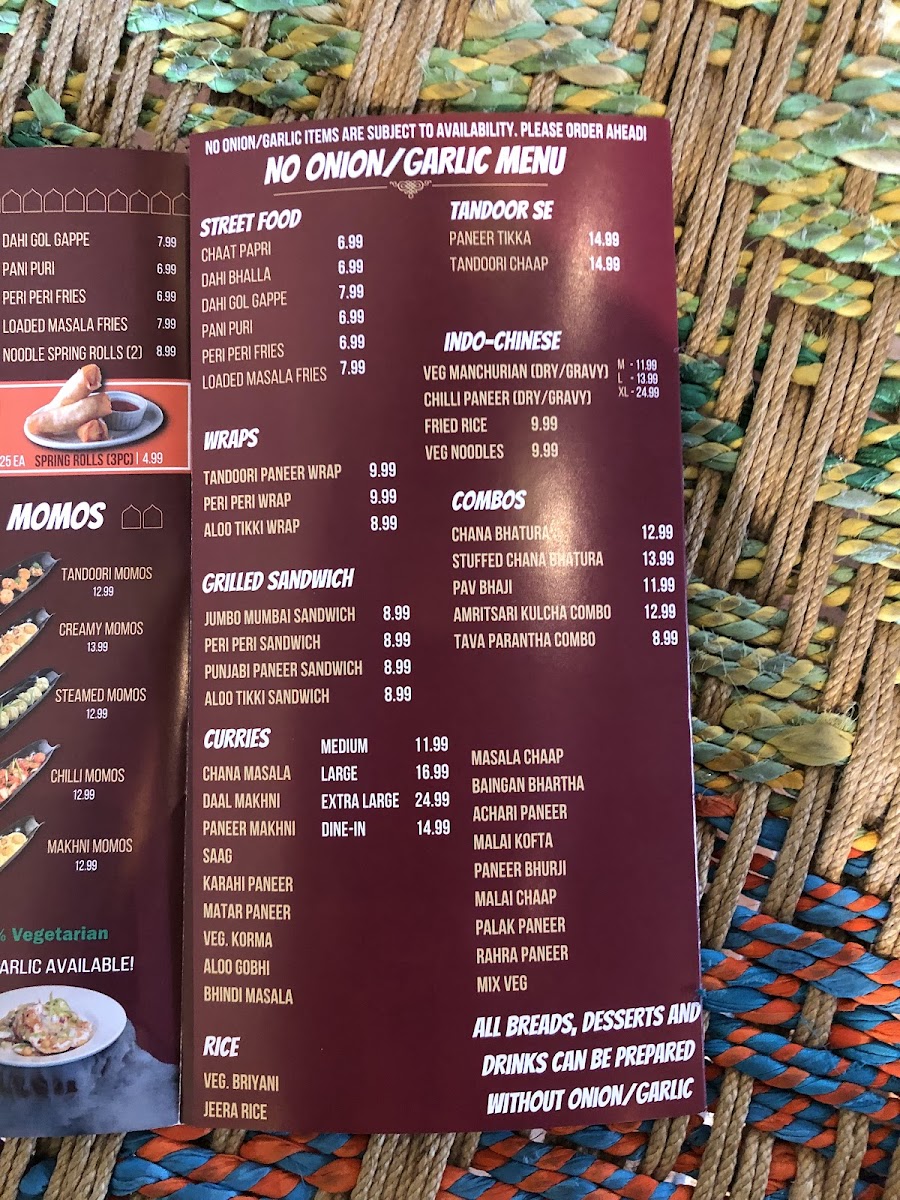 DAHI GOL GAPPE 7.99
PANI PURI 6.99
PERI PERI FRIES 6.99
LOADED MASALA FRIES 7.99
NOODLE SPRING ROLLS (2) 8.99
25 EA SPRING ROLLS (3PC) | 4.99
MOMOS
TANDOORI MOMOS
12.99
CREAMY MOMOS
13.99
STEAMED MOMOS
12.99
CHILLI MOMOS
12.99
MAKHNI MOMOS
12.99
% Vegetarian
ARLIC AVAILABLE!
NO ONION/GARLIC ITEMS ARE SUBJECT TO AVAILABILITY. PLEASE ORDER AHEAD!
NO ONION/GARLIC MENU
STREET FOOD
CHAAT PAPRI 6.99
DAHI BHALLA 6.99
DAHI GOL GAPPE 7.99
PANI PURI 6.99
PERI PERI FRIES 6.99
LOADED MASALA FRIES 7.99
WRAPS
TANDOORI PANEER WRAP 9.99
PERI PERI WRAP 9.99
ALOO TIKKI WRAP 8.99
GRILLED SANDWICH
JUMBO MUMBAI SANDWICH 8.99
PERI PERI SANDWICH 8.99
PUNJABI PANEER SANDWICH 8.99
ALOO TIKKI SANDWICH 8.99
TANDOOR SE
PANEER TIKKA 14.99
TANDOORI CHAAP 14.99
INDO-CHINESE
VEG MANCHURIAN (DRY/GRAVY)
CHILLI PANEER (DRY/GRAVY)
M - 11.99
L - 13.99
XL - 24.99
FRIED RICE 9.99
VEG NOODLES 9.99
COMBOS
CHANA BHATURA 12.99
STUFFED CHANA BHATURA 13.99
PAV BHAJI 11.99
AMRITSARI KULCHA COMBO 12.99
TAVA PARANTHA COMBO 8.99
CURRIES
MEDIUM 11.99
LARGE 16.99
EXTRA LARGE 24.99
DINE-IN 14.99
CHANA MASALA
DAAL MAKHNI
PANEER MAKHNI
SAAG
KARAHI PANEER
MATAR PANEER
VEG. KORMA
ALOO GOBHI
BHINDI MASALA
MASALA CHAAP
BAINGAN BHARTHA
ACHARI PANEER
MALAI KOFTA
PANEER BHURJI
MALAI CHAAP
PALAK PANEER
RAHRA PANEER
MIX VEG
RICE
VEG. BRIYANI
JEERA RICE
ALL BREADS, DESSERTS AND
DRINKS CAN BE PREPARED
WITHOUT ONION/GARLIC